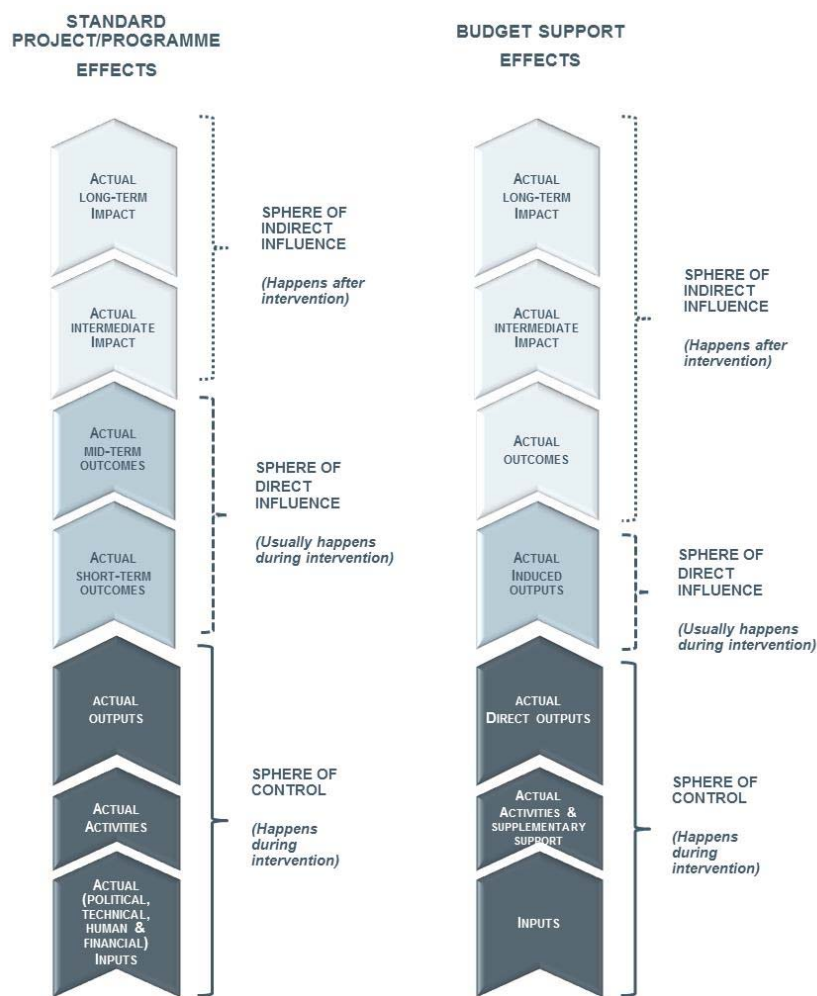 STANDARD
PROJECT/PROGRAMME
EFFECTS
ACTUAL
LONG-TERM
IMPACT
ACTUAL
INTERMEDIATE
IMPACT
SPHERE OF
INDIRECT
INFLUENCE
(Happens after
intervention)
ACTUAL
MID-TERM
OUTCOMES
ACTUAL
SHORT-TERM
OUTCOMES
SPHERE OF
DIRECT
INFLUENCE
(Usually happens
during intervention)
ACTUAL
OUTPUTS
ACTUAL
ACTIVITIES
ACTUAL
(POLITICAL,
TECHNICAL,
HUMAN &
FINANCIAL)
INPUTS
SPHERE OF
CONTROL
(Happens
during
intervention)
BUDGET SUPPORT
EFFECTS
ACTUAL
LONG-TERM
IMPACT
ACTUAL
INTERMEDIATE
IMPACT
ACTUAL
OUTCOMES
SPHERE OF
INDIRECT
INFLUENCE
(Happens after
intervention)
ACTUAL
INDUCED
OUTPUTS
SPHERE OF
DIRECT
INFLUENCE
(Usually happens
during intervention)
ACTUAL
DIRECT OUTPUTS
ACTUAL
ACTIVITIES &
SUPPLEMENTARY
SUPPORT
INPUTS
SPHERE OF
CONTROL
(Happens
during
intervention)